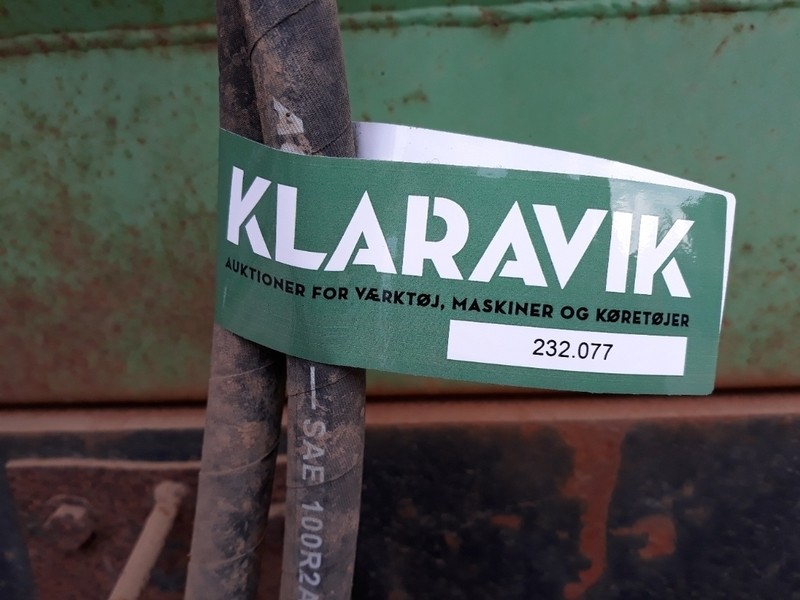 KLARAVIK
AUKTIONER FOR VÆRKTØJ, MASKINER OG KØRETØJER
232.077
SAE 100R2A